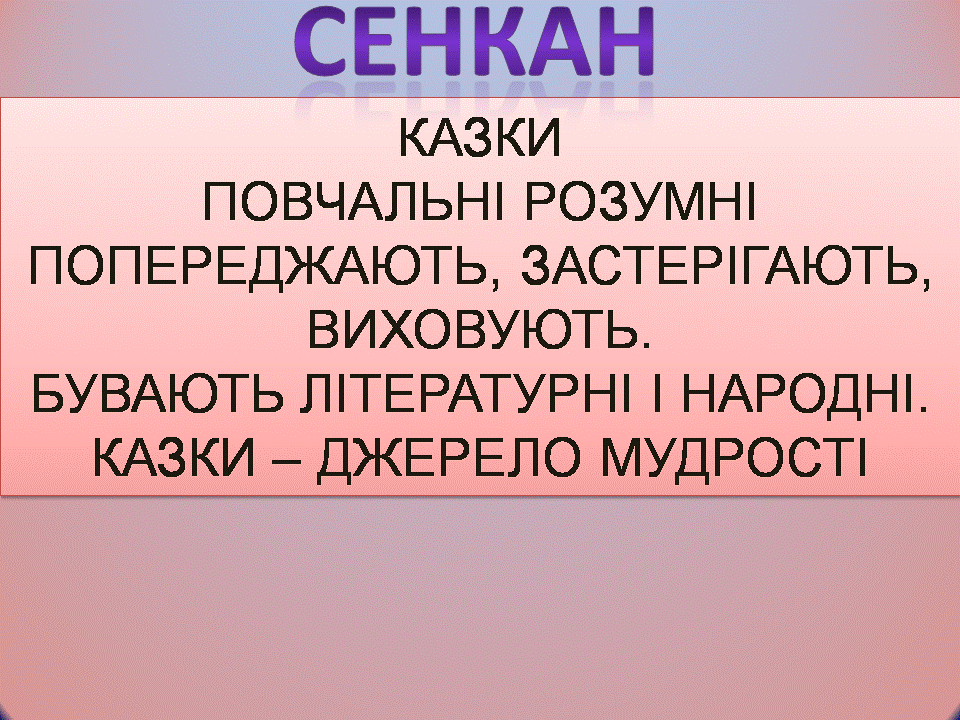 СЕНКАН
КАЗКИ
ПОВЧАЛЬНІ РОЗУМНІ
ПОПЕРЕДЖАЮТЬ, ЗАСТЕРІГАЮТЬ,
ВИХОВУЮТЬ.
БУВАЮТЬ ЛІТЕРАТУРНІ І НАРОДНІ.
КАЗКИ – ДЖЕРЕЛО МУДРОСТІ